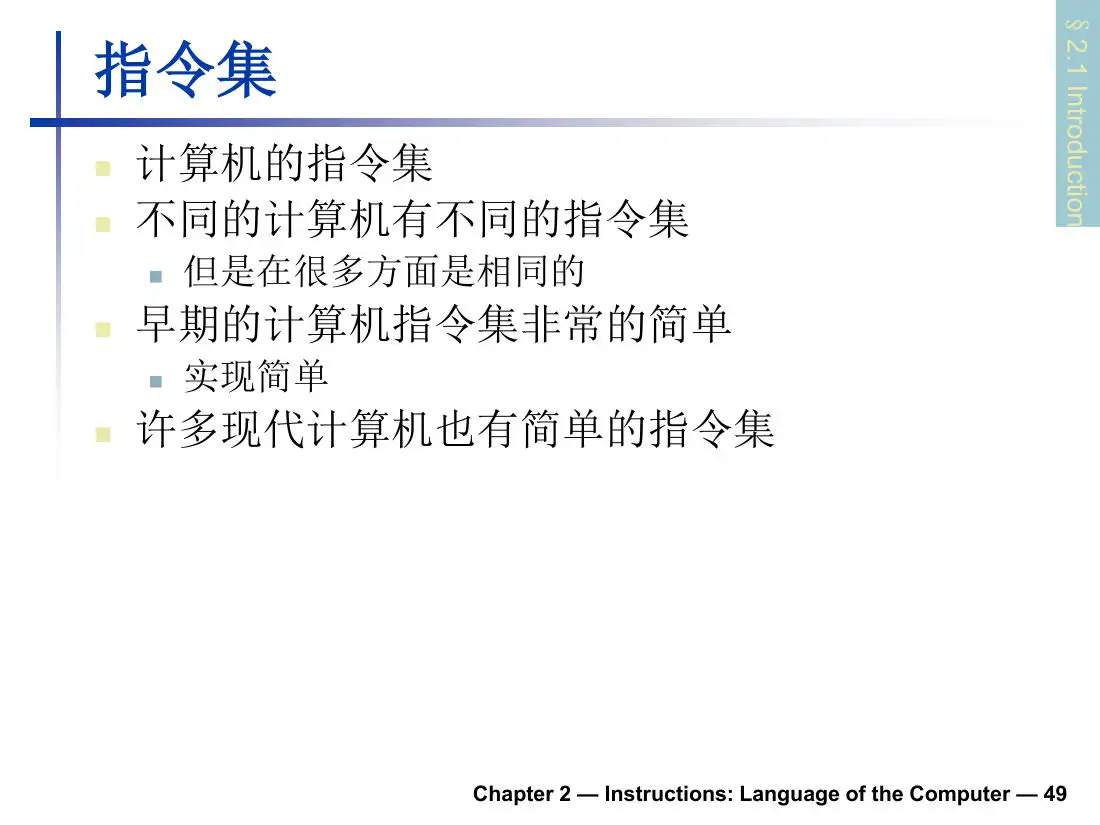 指令集
§2.1 Introduction
计算机的指令集
不同的计算机有不同的指令集
但是在很多方面是相同的
早期的计算机指令集非常的简单
实现简单
许多现代计算机也有简单的指令集
Chapter 2 — Instructions: Language of the Computer — 49